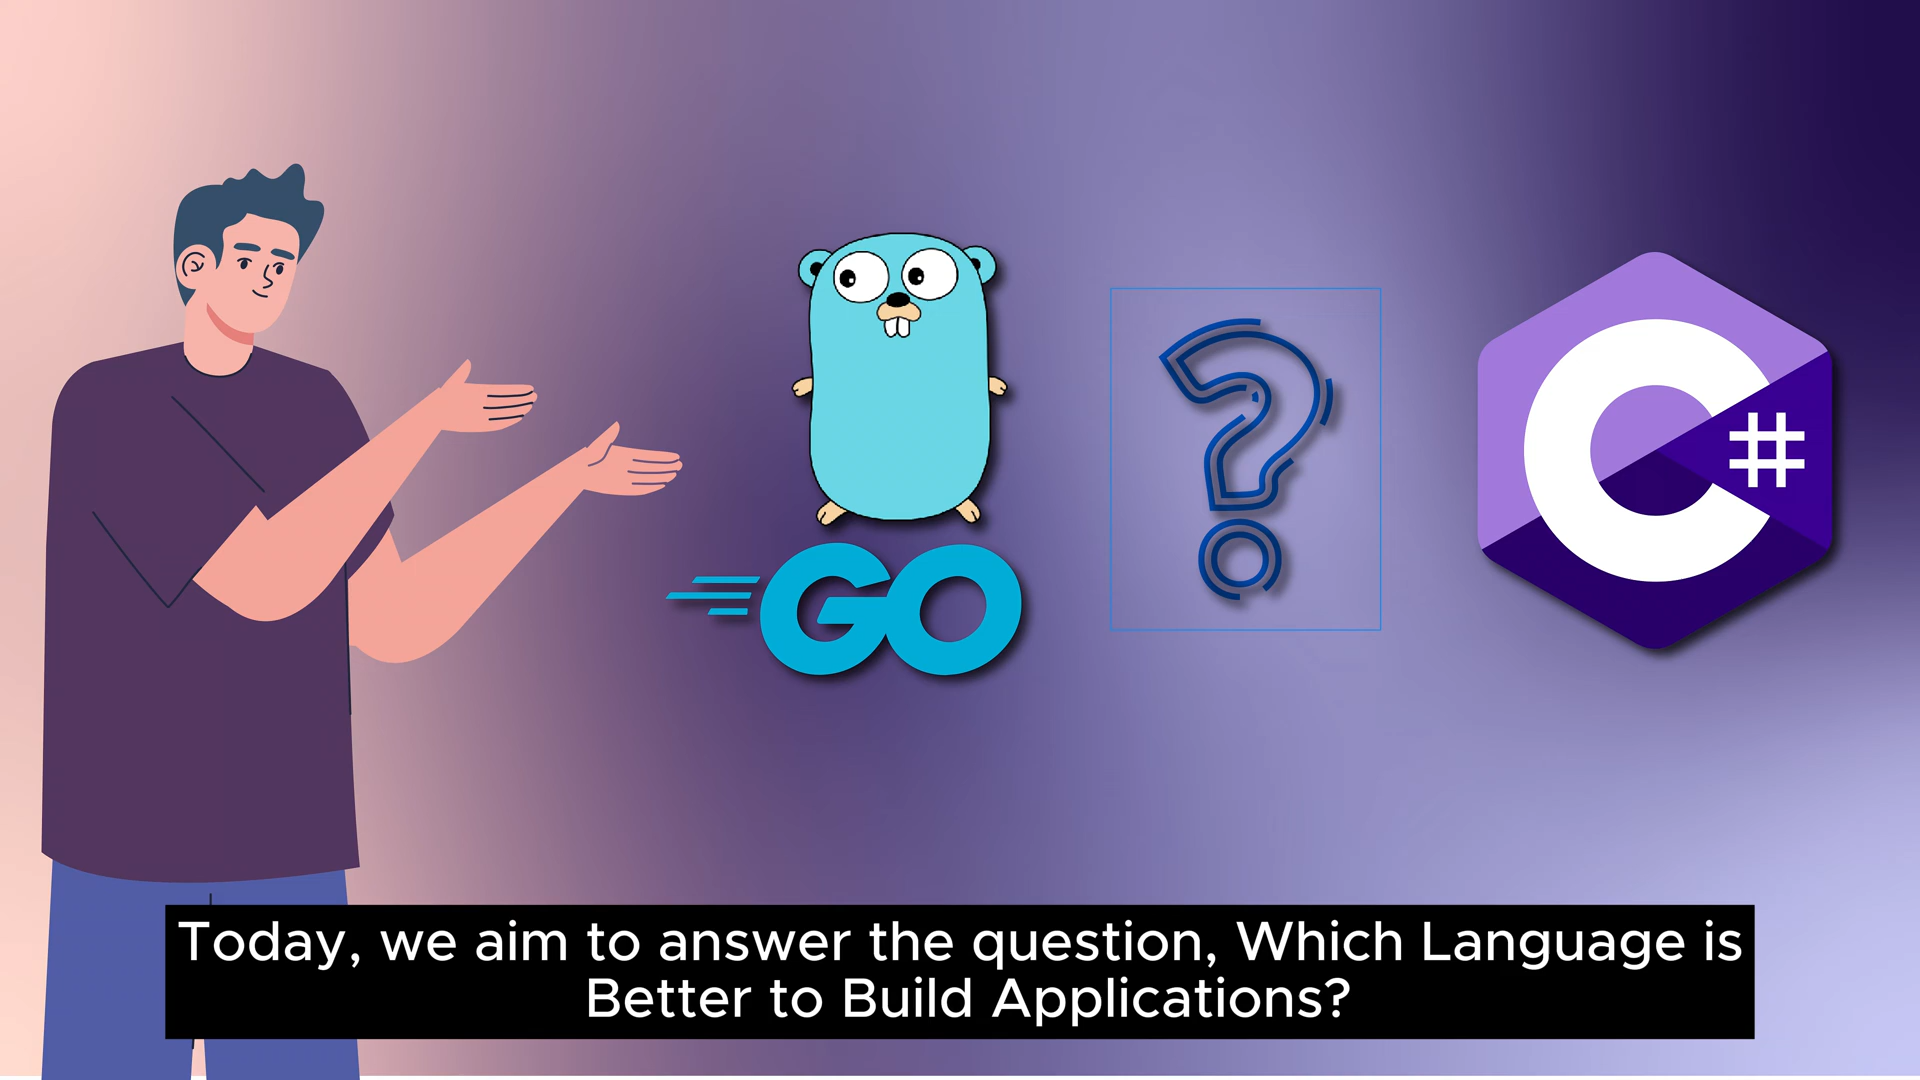 GO
?
C#
Today, we aim to answer the question, Which Language is
Better to Build Applications?